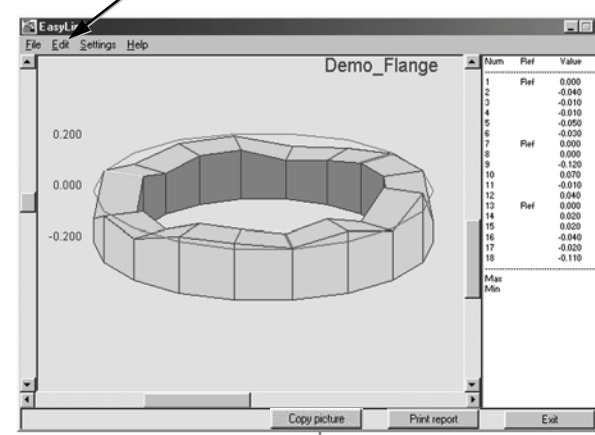 EasyLi
File Edit Settings Help
Demo_Flange
0.200
0.000
-0.200
Num Ref Value
1 Ref 0.000
2 -0.040
3 -0.010
4 -0.010
5 -0.050
6 -0.030
7 Ref 0.000
8 0.000
9 -0.120
10 0.070
11 -0.010
12 0.040
13 Ref 0.000
14 0.020
15 0.020
16 -0.040
17 -0.020
18 -0.110
Max
Min
Copy picture Print report Exit